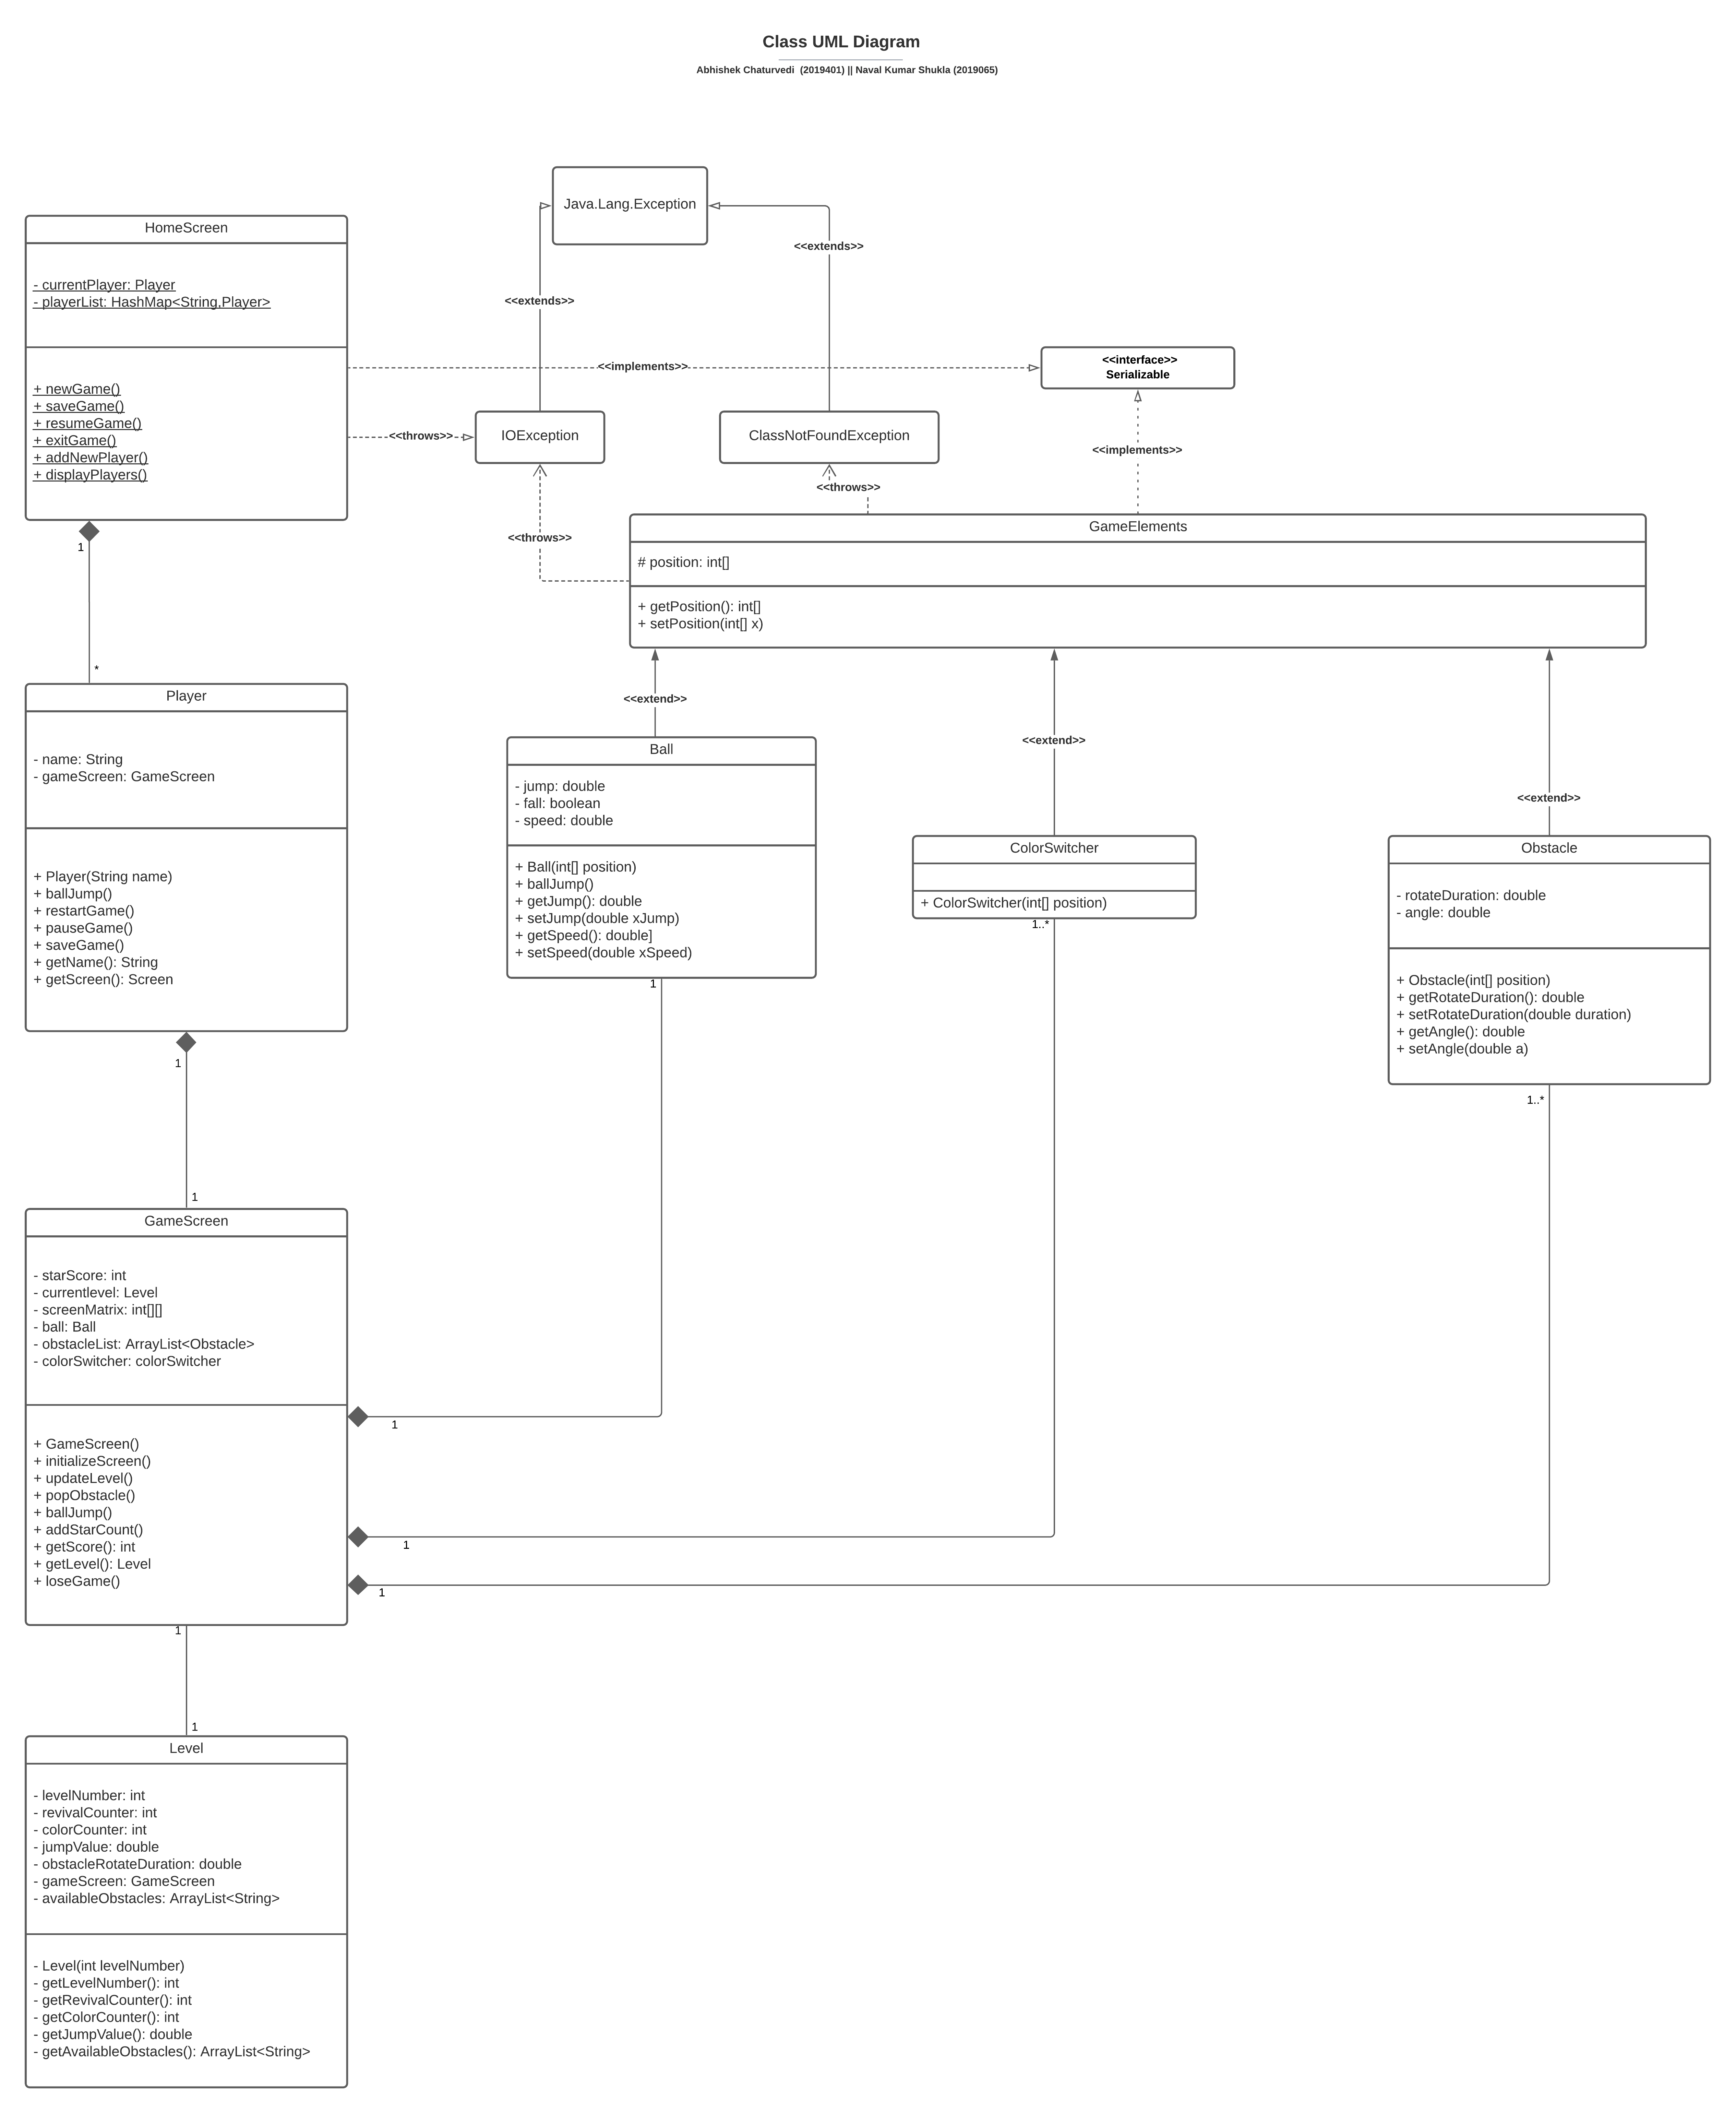 Class UML Diagram
Abhishek Chaturvedi  (2019401) || Naval Kumar Shukla (2019065)
Java.Lang.Exception
<<extends>>
<<extends>>
HomeScreen
- currentPlayer: Player
- playerList: HashMap<String,Player>
+ newGame()
+ saveGame()
+ resumeGame()
+ exitGame()
+ addNewPlayer()
+ displayPlayers()
<<implements>>
<<interface>>
Serializable
<<throws>>
IOException
ClassNotFoundException
<<implements>>
<<throws>>
<<throws>>
GameElements
# position: int[]
+ getPosition(): int[]
+ setPosition(int[] x)
1
*
Player
- name: String
- gameScreen: GameScreen
+ Player(String name)
+ ballJump()
+ restartGame()
+ pauseGame()
+ saveGame()
+ getName(): String
+ getScreen(): Screen
<<extend>>
<<extend>>
<<extend>>
Ball
- jump: double
- fall: boolean
- speed: double
+ Ball(int[] position)
+ ballJump()
+ getJump(): double
+ setJump(double xJump)
+ getSpeed(): double]
+ setSpeed(double xSpeed)
1
ColorSwitcher
+ ColorSwitcher(int[] position)
1..*
Obstacle
- rotateDuration: double
- angle: double
+ Obstacle(int[] position)
+ getRotateDuration(): double
+ setRotateDuration(double duration)
+ getAngle(): double
+ setAngle(double a)
1..*
1
1
GameScreen
- starScore: int
- currentlevel: Level
- screenMatrix: int[][]
- ball: Ball
- obstacleList: ArrayList<Obstacle>
- colorSwitcher: colorSwitcher
+ GameScreen()
+ initializeScreen()
+ updateLevel()
+ popObstacle()
+ ballJump()
+ addStarCount()
+ getScore(): int
+ getLevel(): Level
+ loseGame()
1
1
1
1
1
Level
- levelNumber: int
- revivalCounter: int
- colorCounter: int
- jumpValue: double
- obstacleRotateDuration: double
- gameScreen: GameScreen
- availableObstacles: ArrayList<String>
- Level(int levelNumber)
- getLevelNumber(): int
- getRevivalCounter(): int
- getColorCounter(): int
- getJumpValue(): double
- getAvailableObstacles(): ArrayList<String>